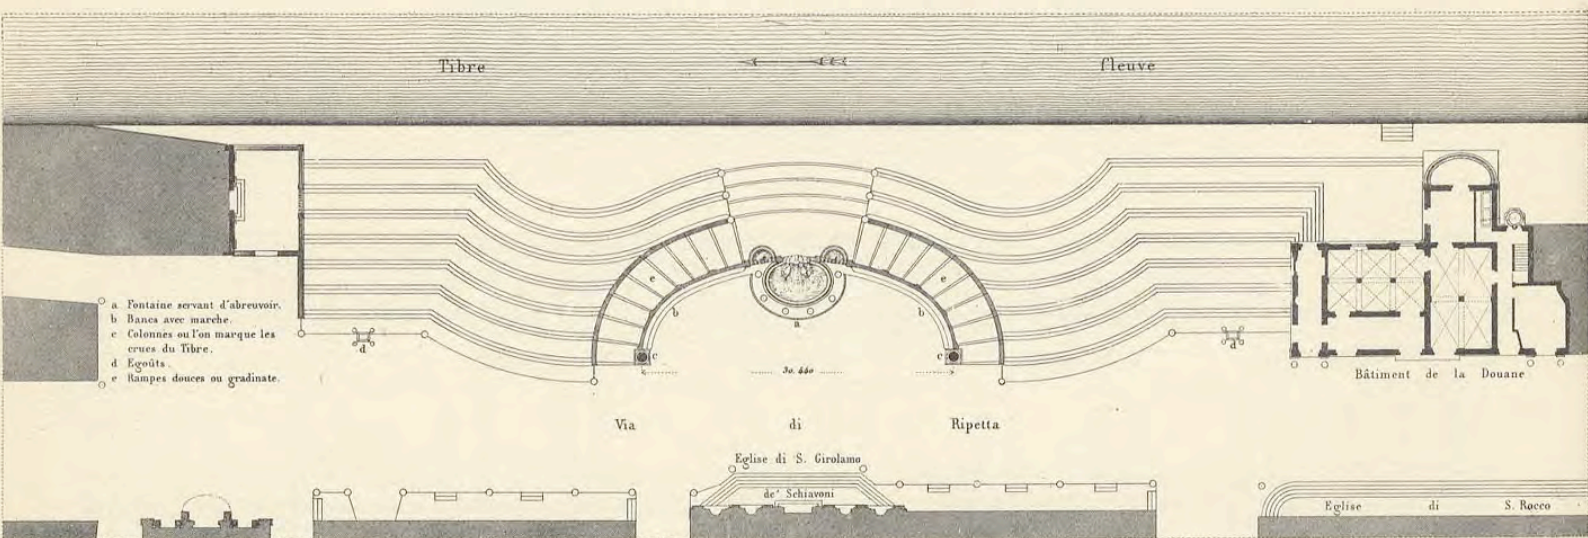 Tibre fleuve
a Fontaine servant d'abreuvoir.
b Bancs avec marche.
c Colonnes ou l'on marque les
crues du Tibre.
d Egoûts.
e Rampes douces ou gradinate.
e
e
b
b
a
c
c
d
d
30. 440
Bâtiment de la Douane
Via di Ripetta
Eglise di S. Girolamo
de' Schiavoni
Eglise di S. Rocco